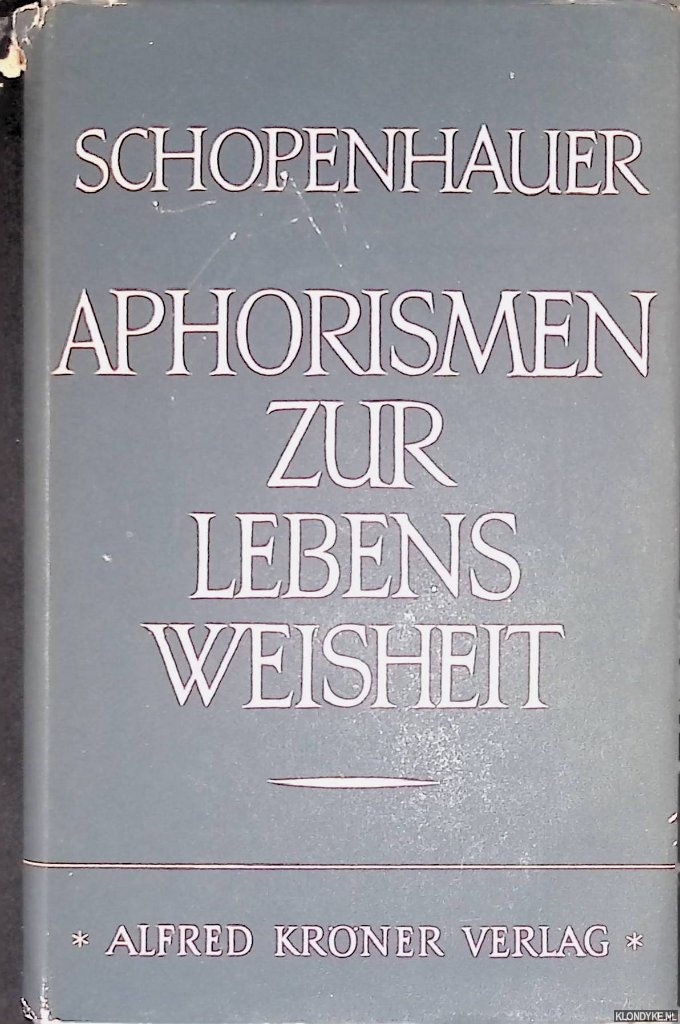 SCHOPENHAUER
APHORISMEN
ZUR
LEBENS
WEISHEIT
* ALFRED KRÖNER VERLAG *
KLONDYKE.NL